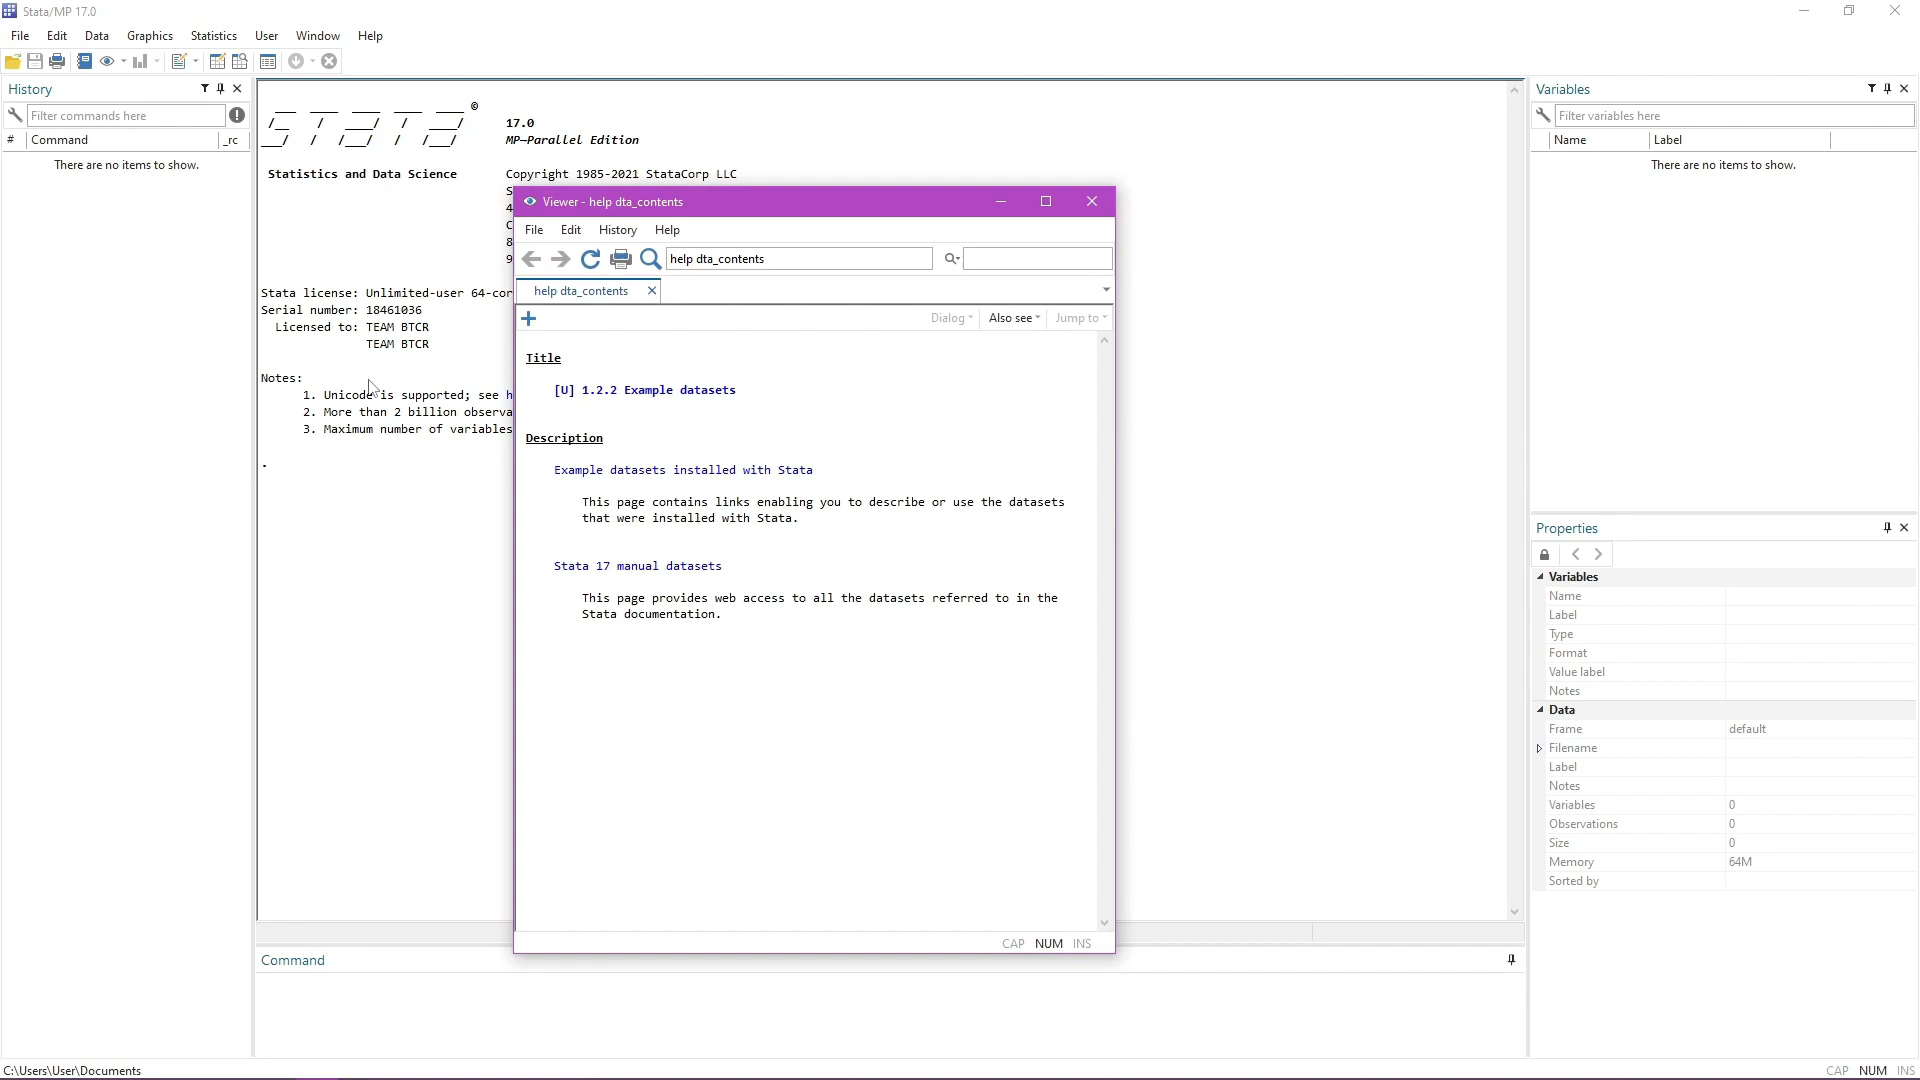 Stata/MP 17.0
File Edit Data Graphics Statistics User Window Help
History
Filter commands here
# Command _rc
There are no items to show.
©
17.0
MP—Parallel Edition
Statistics and Data Science Copyright 1985-2021 StataCorp LLC
S
4
C
8
9
Stata license: Unlimited-user 64-cor
Serial number: 18461036
Licensed to: TEAM BTCR
TEAM BTCR
Notes:
1. Unicode is supported; see h
2. More than 2 billion observa
3. Maximum number of variables
.
Viewer - help dta_contents
File Edit History Help
help dta_contents
help dta_contents
Dialog Also see Jump to
Title
[U] 1.2.2 Example datasets
Description
Example datasets installed with Stata
This page contains links enabling you to describe or use the datasets
that were installed with Stata.
Stata 17 manual datasets
This page provides web access to all the datasets referred to in the
Stata documentation.
CAP NUM INS
Command
Variables
Filter variables here
Name Label
There are no items to show.
Properties
Variables
Name
Label
Type
Format
Value label
Notes
Data
Frame default
Filename
Label
Notes
Variables 0
Observations 0
Size 0
Memory 64M
Sorted by
C:\Users\User\Documents
CAP NUM INS